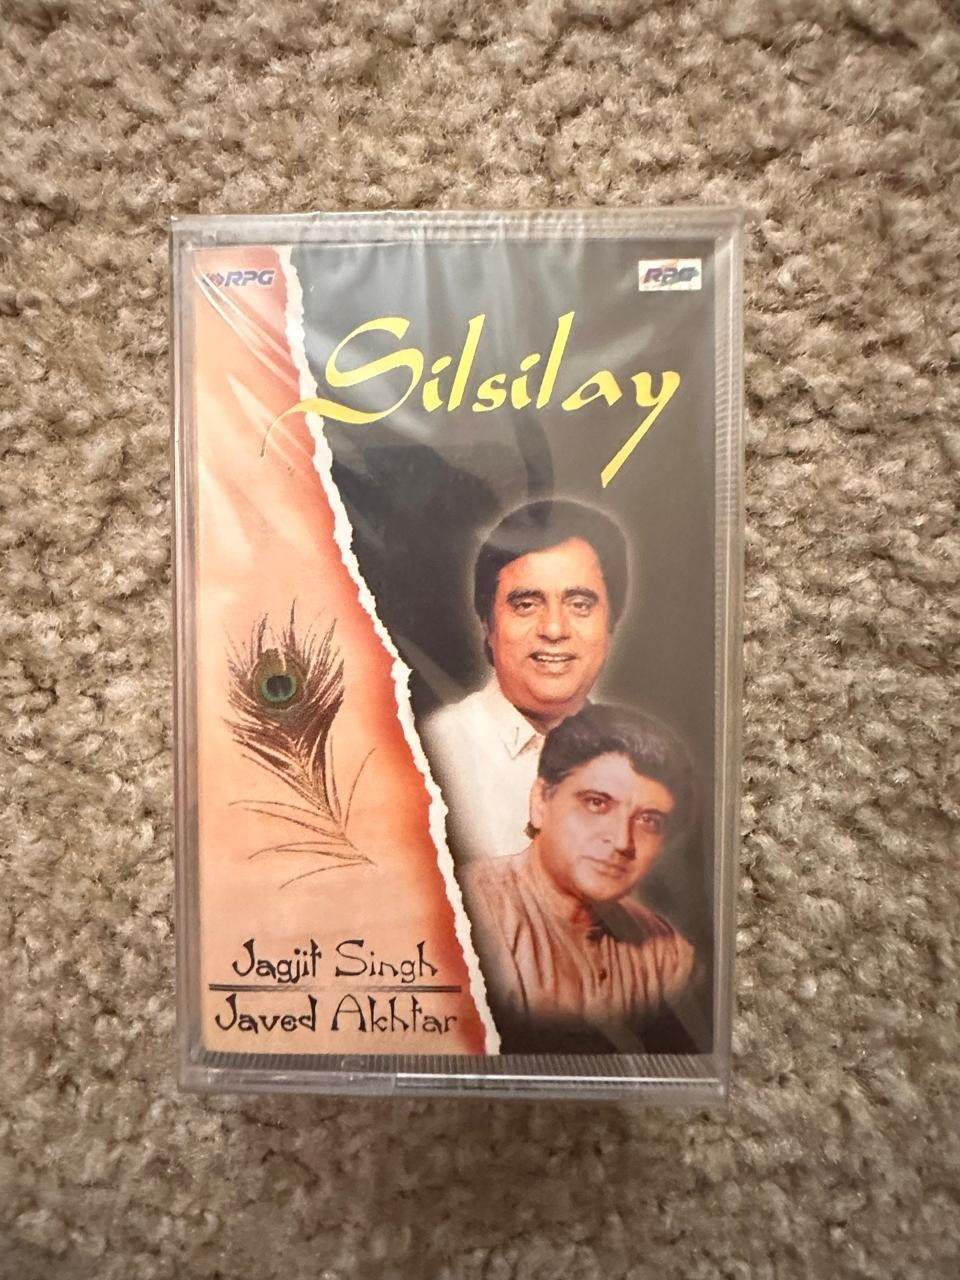 RPG
RPG
Silsilay
Jagjit Singh
Javed Akhtar